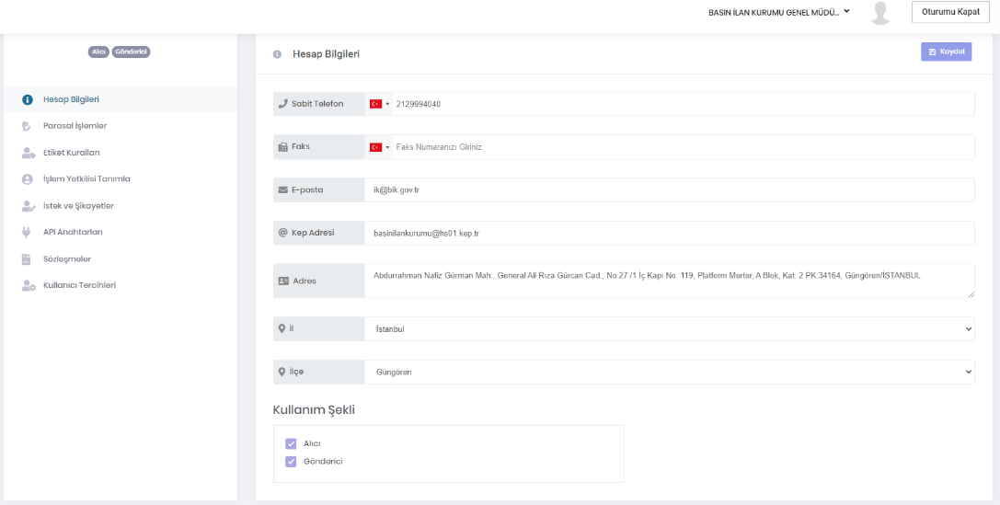 BASIN İLAN KURUMU GENEL MÜDÜ...
Oturumu Kapat
Alıcı Gönderici
Hesap Bilgileri
Parasal İşlemler
Etiket Kuralları
İşlem Yetkilisi Tanımla
İstek ve Şikayetler
API Anahtarları
Sözleşmeler
Kullanıcı Tercihleri
Hesap Bilgileri
Kaydet
Sabit Telefon 2129994040
Faks Faks Numaranızı Giriniz
E-posta ik@bik.gov.tr
Kep Adresi basinilankurumu@hs01.kep.tr
Adres Abdurrahman Nafiz Gürman Mah., General Ali Rıza Gürcan Cad., No:27 /1 İç Kapı No: 119, Platform Merter, A Blok, Kat: 2 PK:34164, Güngören/İSTANBUL
İl İstanbul
İlçe Güngören
Kullanım Şekli
Alıcı
Gönderici